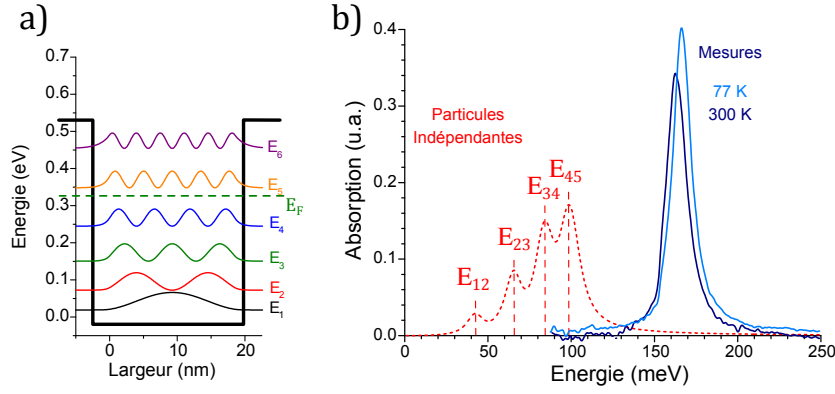 a)
Energie (eV)
0.7
0.6
0.5
0.4
0.3
0.2
0.1
0.0
E₆
E₅
E_F
E₄
E₃
E₂
E₁
0 10 20
Largeur (nm)
b)
Absorption (u.a.)
0.4
0.3
0.2
0.1
0.0
Mesures
77 K
300 K
Particules
Indépendantes
E₄₅
E₃₄
E₂₃
E₁₂
0 50 100 150 200 250
Energie (meV)